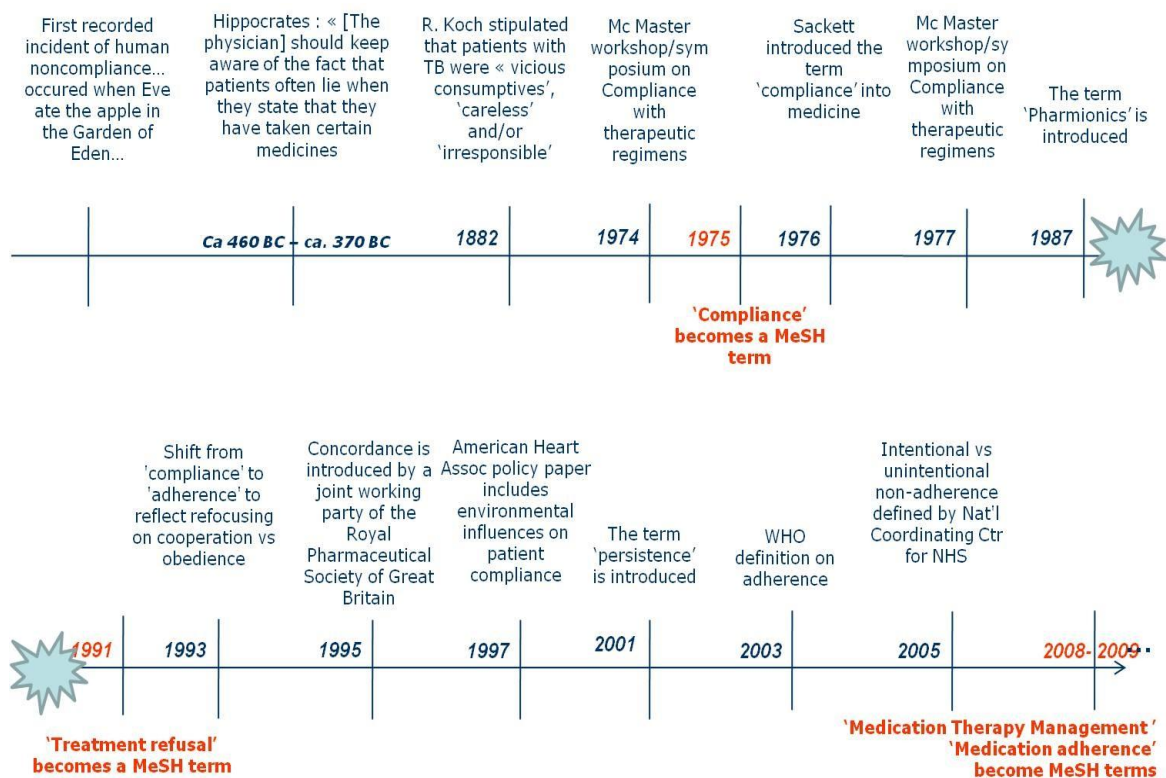 First recorded
incident of human
noncompliance...
occured when Eve
ate the apple in
the Garden of
Eden...
Hippocrates : « [The
physician] should keep
aware of the fact that
patients often lie when
they state that they
have taken certain
medicines
R. Koch stipulated
that patients with
TB were « vicious
consumptives’,
‘careless’
and/or
‘irresponsible’
Mc Master
workshop/sym
posium on
Compliance
with
therapeutic
regimens
Sackett
introduced the
term
‘compliance’ into
medicine
Mc Master
workshop/sy
mposium on
Compliance
with
therapeutic
regimens
The term
‘Pharmionics’ is
introduced
Ca 460 BC – ca. 370 BC
1882
1974
1975
1976
1977
1987
‘Compliance’
becomes a MeSH
term
Shift from
‘compliance’ to
‘adherence’ to
reflect refocusing
on cooperation vs
obedience
Concordance is
introduced by a
joint working
party of the
Royal
Pharmaceutical
Society of Great
Britain
American Heart
Assoc policy paper
includes
environmental
influences on
patient
compliance
The term
‘persistence’
is introduced
WHO
definition on
adherence
Intentional vs
unintentional
non-adherence
defined by Nat’l
Coordinating Ctr
for NHS
1991
1993
1995
1997
2001
2003
2005
2008- 2009...
‘Treatment refusal’
becomes a MeSH term
‘Medication Therapy Management ’
‘Medication adherence’
become MeSH terms